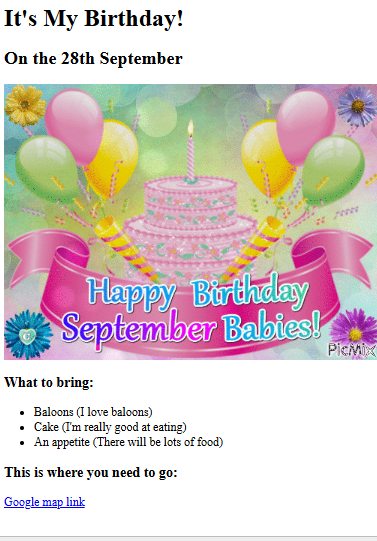 It's My Birthday!
On the 28th September
Happy Birthday
September Babies!
PicMix
What to bring:
Baloons (I love baloons)
Cake (I'm really good at eating)
An appetite (There will be lots of food)
This is where you need to go:
Google map link